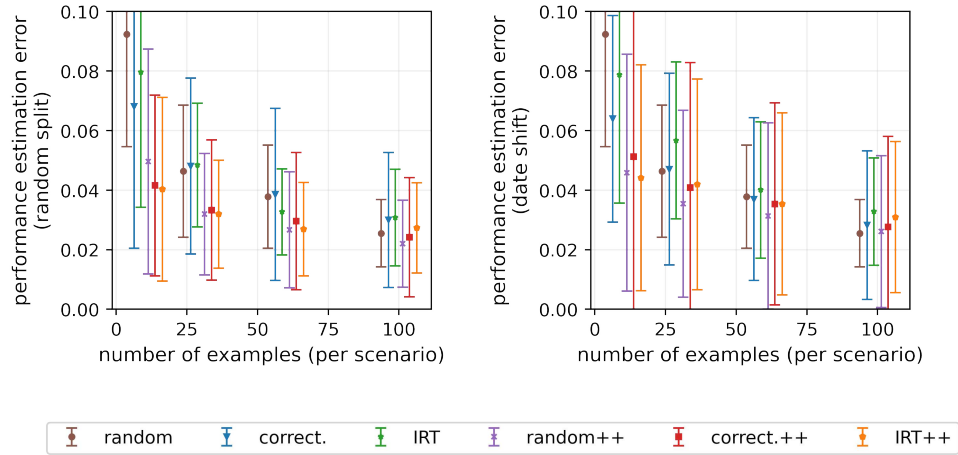 performance estimation error
(random split)
0.10
0.08
0.06
0.04
0.02
0.00
0 25 50 75 100
number of examples (per scenario)
performance estimation error
(date shift)
0.10
0.08
0.06
0.04
0.02
0.00
0 25 50 75 100
number of examples (per scenario)
random correct. IRT random++ correct.++ IRT++